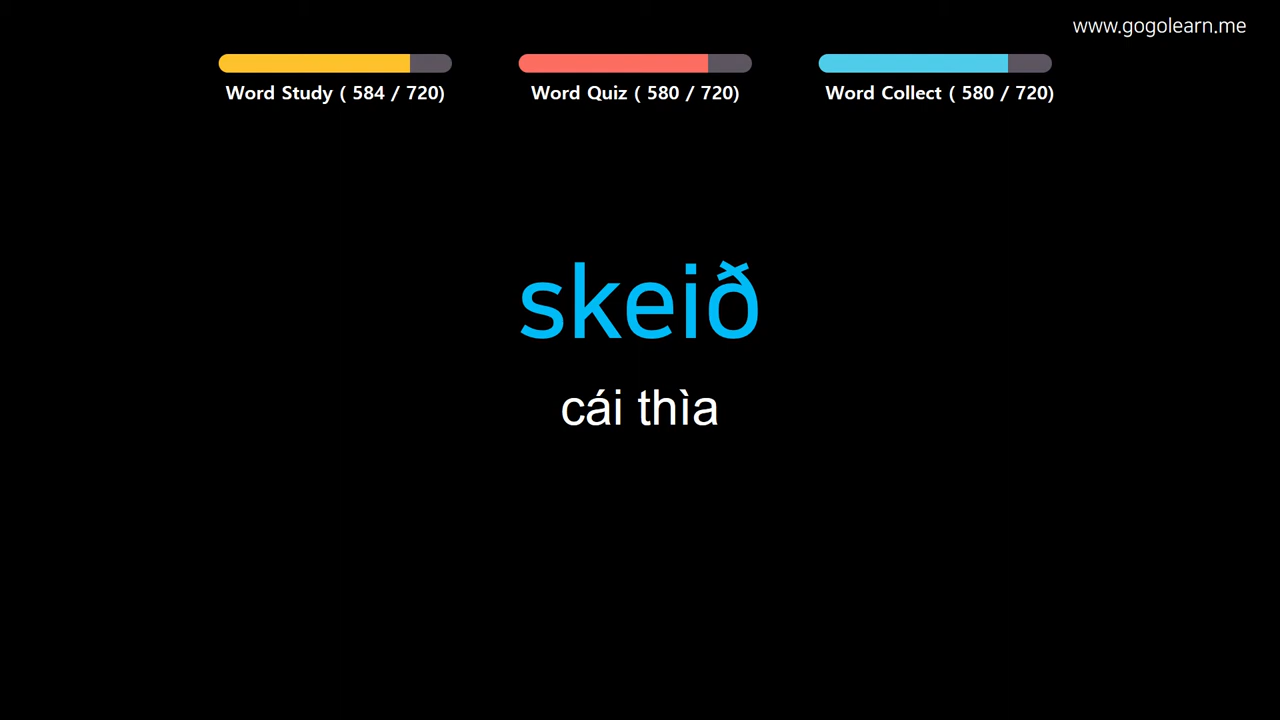 www.gogolearn.me
Word Study ( 584 / 720)
Word Quiz ( 580 / 720)
Word Collect ( 580 / 720)
skeið
cái thìa